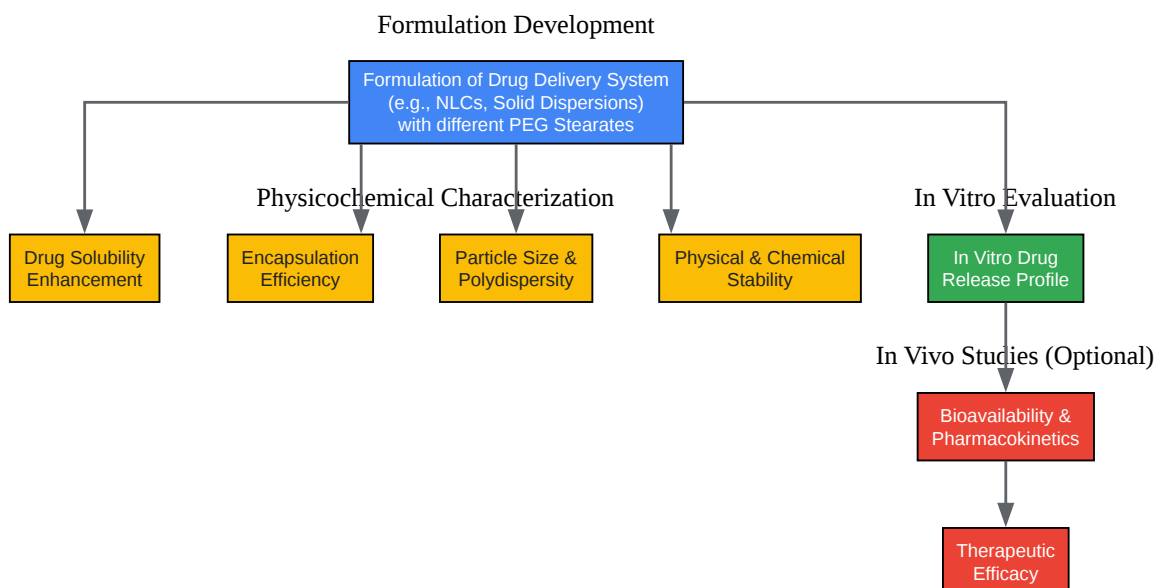 Formulation Development
Formulation of Drug Delivery System
(e.g., NLCs, Solid Dispersions)
with different PEG Stearates
Physicochemical Characterization
In Vitro Evaluation
Drug Solubility
Enhancement
Encapsulation
Efficiency
Particle Size &
Polydispersity
Physical & Chemical
Stability
In Vitro Drug
Release Profile
In Vivo Studies (Optional)
Bioavailability &
Pharmacokinetics
Therapeutic
Efficacy